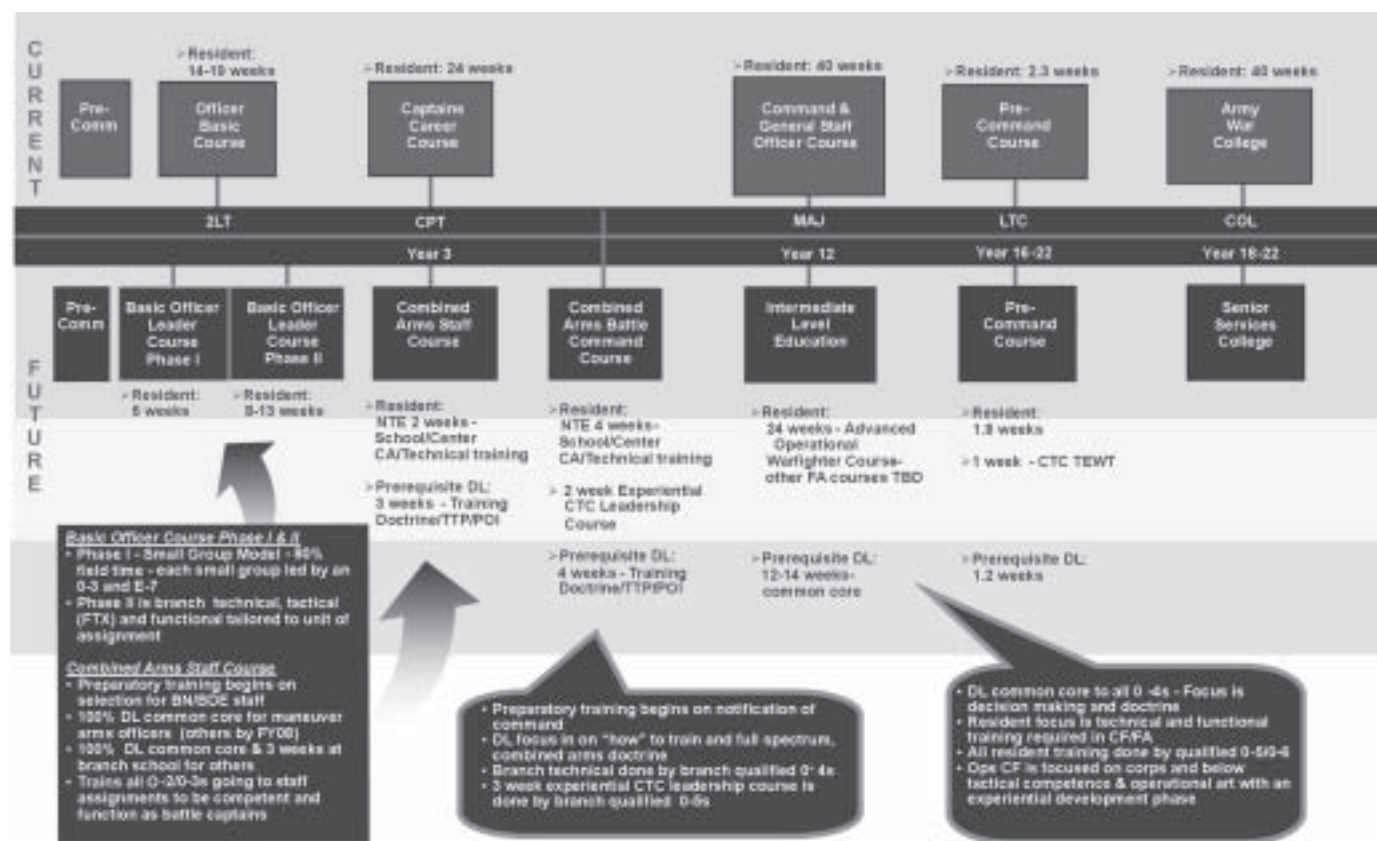 CURRENT
Pre-
Comm
➢Resident:
14-19 weeks
Officer
Basic
Course
➢Resident: 24 weeks
Captains
Career
Course
➢Resident: 40 weeks
Command &
General Staff
Officer Course
➢Resident: 2.3 weeks
Pre-
Command
Course
➢Resident: 40 weeks
Army
War
College
2LT CPT MAJ LTC COL
Year 3 Year 12 Year 16-22 Year 18-22
FUTURE
Pre-
Comm
Basic Officer
Leader
Course
Phase I
➢Resident:
6 weeks
Basic Officer
Leader
Course
Phase II
➢Resident:
8-13 weeks
Combined
Arms Staff
Course
➢Resident:
NTE 2 weeks -
School/Center
CA/Technical training
➢Prerequisite DL:
3 weeks - Training
Doctrine/TTP/POI
Combined
Arms Battle
Command
Course
➢Resident:
NTE 4 weeks-
School/Center
CA/Technical training
➢ 2 week Experiential
CTC Leadership
Course
➢Prerequisite DL:
4 weeks - Training
Doctrine/TTP/POI
Intermediate
Level
Education
➢Resident:
24 weeks - Advanced
Operational
Warfighter Course-
other FA courses TBD
➢Prerequisite DL:
12-14 weeks-
common core
Pre-
Command
Course
➢Resident:
1.8 weeks
➢1 week - CTC TEWT
➢Prerequisite DL:
1.2 weeks
Senior
Services
College
Basic Officer Course Phase I & II
• Phase I - Small Group Model - 80%
field time - each small group led by an
0-3 and E-7
• Phase II is branch technical, tactical
(FTX) and functional tailored to unit of
assignment
Combined Arms Staff Course
• Preparatory training begins on
selection for BN/BDE staff
• 100% DL common core for maneuver
arms officers (others by FY08)
• 100% DL common core & 3 weeks at
branch school for others
• Trains all O-2/0-3s going to staff
assignments to be competent and
function as battle captains
• Preparatory training begins on notification of
command
• DL focus in on "how" to train and full spectrum,
combined arms doctrine
• Branch technical done by branch qualified 0- 4s
• 3 week experiential CTC leadership course is
done by branch qualified 0-5s
• DL common core to all 0 -4s - Focus is
decision making and doctrine
• Resident focus is technical and functional
training required in CF/FA
• All resident training done by qualified 0-5/0-6
• Ops CF is focused on corps and below
tactical competence & operational art with an
experiential development phase